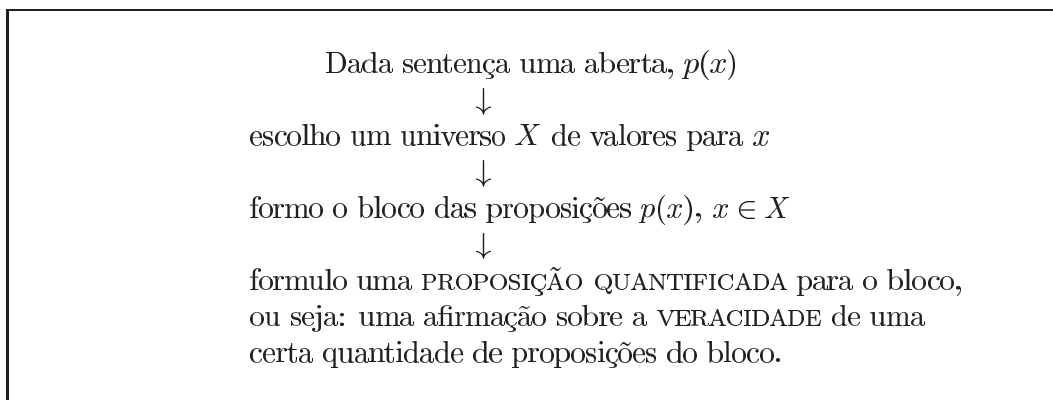 Dada sentença uma aberta, p(x)
↓
escolho um universo X de valores para x
↓
formo o bloco das proposições p(x), x ∈ X
↓
formulo uma PROPOSIÇÃO QUANTIFICADA para o bloco,
ou seja: uma afirmação sobre a VERACIDADE de uma
certa quantidade de proposições do bloco.